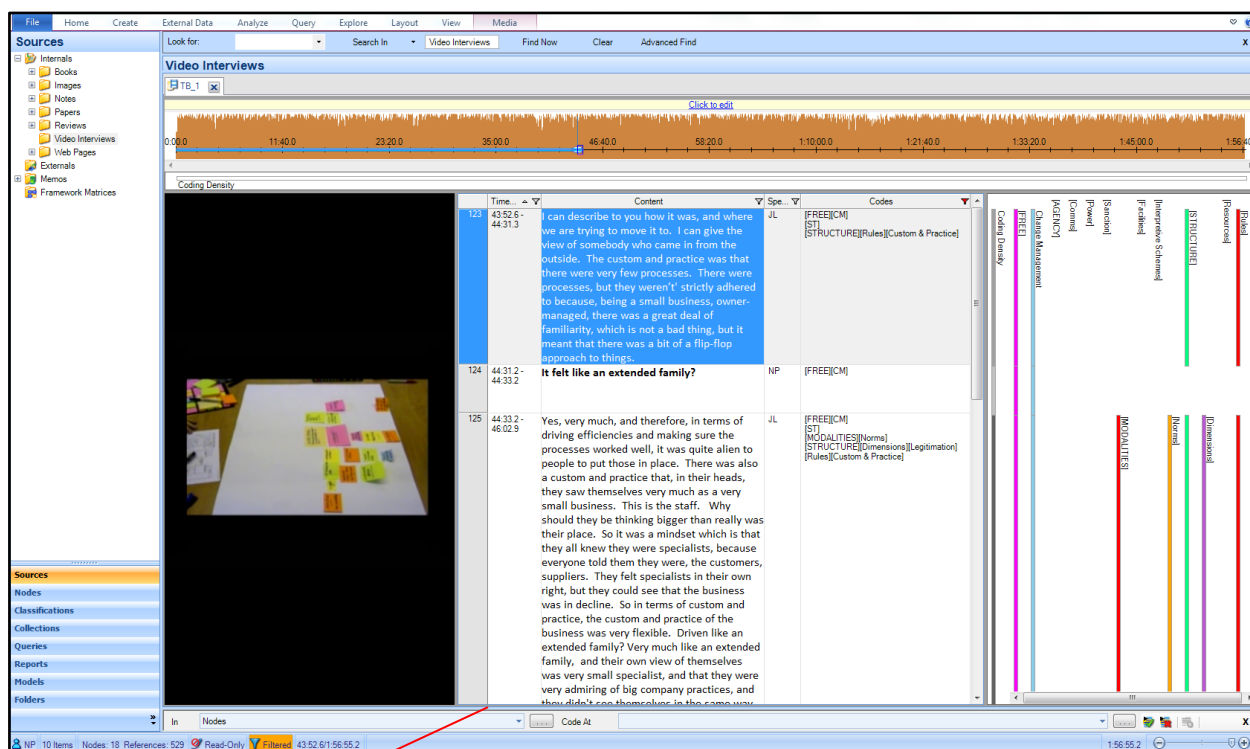 File Home Create External Data Analyze Query Explore Layout View Media
Sources
Look for: Search In Video Interviews Find Now Clear Advanced Find X
Internals
Books
Images
Notes
Papers
Reviews
Video Interviews
Web Pages
Externals
Memos
Framework Matrices
Video Interviews
TB_1
Click to edit
0:00.0 11:40.0 23:20.0 35:00.0 46:40.0 58:20.0 1:10:00.0 1:21:40.0 1:33:20.0 1:45:00.0 1:56:40
Coding Density
Time... Content Spe... Codes
123 43:52.6 - 44:31.3
I can describe to you how it was, and where
we are trying to move it to. I can give the
view of somebody who came in from the
outside. The custom and practice was that
there were very few processes. There were
processes, but they weren't' strictly adhered
to because, being a small business, owner-
managed, there was a great deal of
familiarity, which is not a bad thing, but it
meant that there was a bit of a flip-flop
approach to things.
JL
[FREE][CM]
[ST]
[STRUCTURE][Rules][Custom & Practice]
124 44:31.2 - 44:33.2
It felt like an extended family?
NP
[FREE][CM]
125 44:33.2 - 46:02.9
Yes, very much, and therefore, in terms of
driving efficiencies and making sure the
processes worked well, it was quite alien to
people to put those in place. There was also
a custom and practice that, in their heads,
they saw themselves very much as a very
small business. This is the staff. Why
should they be thinking bigger than really was
their place. So it was a mindset which is that
they all knew they were specialists, because
everyone told them they were, the customers,
suppliers. They felt specialists in their own
right, but they could see that the business
was in decline. So in terms of custom and
practice, the custom and practice of the
business was very flexible. Driven like an
extended family? Very much like an extended
family, and their own view of themselves
was very small specialist, and that they were
very admiring of big company practices, and
they didn't see themselves in the same way
JL
[FREE][CM]
[ST]
[MODALITIES][Norms]
[STRUCTURE][Dimensions][Legitimation]
[Rules][Custom & Practice]
Coding Density
[FREE]
Change Management
[AGENCY]
[Comms]
[Power]
[Sanction]
[Facilities]
[Interpretive Schemes]
[STRUCTURE]
[Resources]
[Rules]
[MODALITIES]
[Norms]
[Dimensions]
Sources
Nodes
Classifications
Collections
Queries
Reports
Models
Folders
In Nodes Code At X
NP 10 Items Nodes: 18 References: 529 Read-Only Filtered 43:52.6/1:56:55.2 1:56:55.2